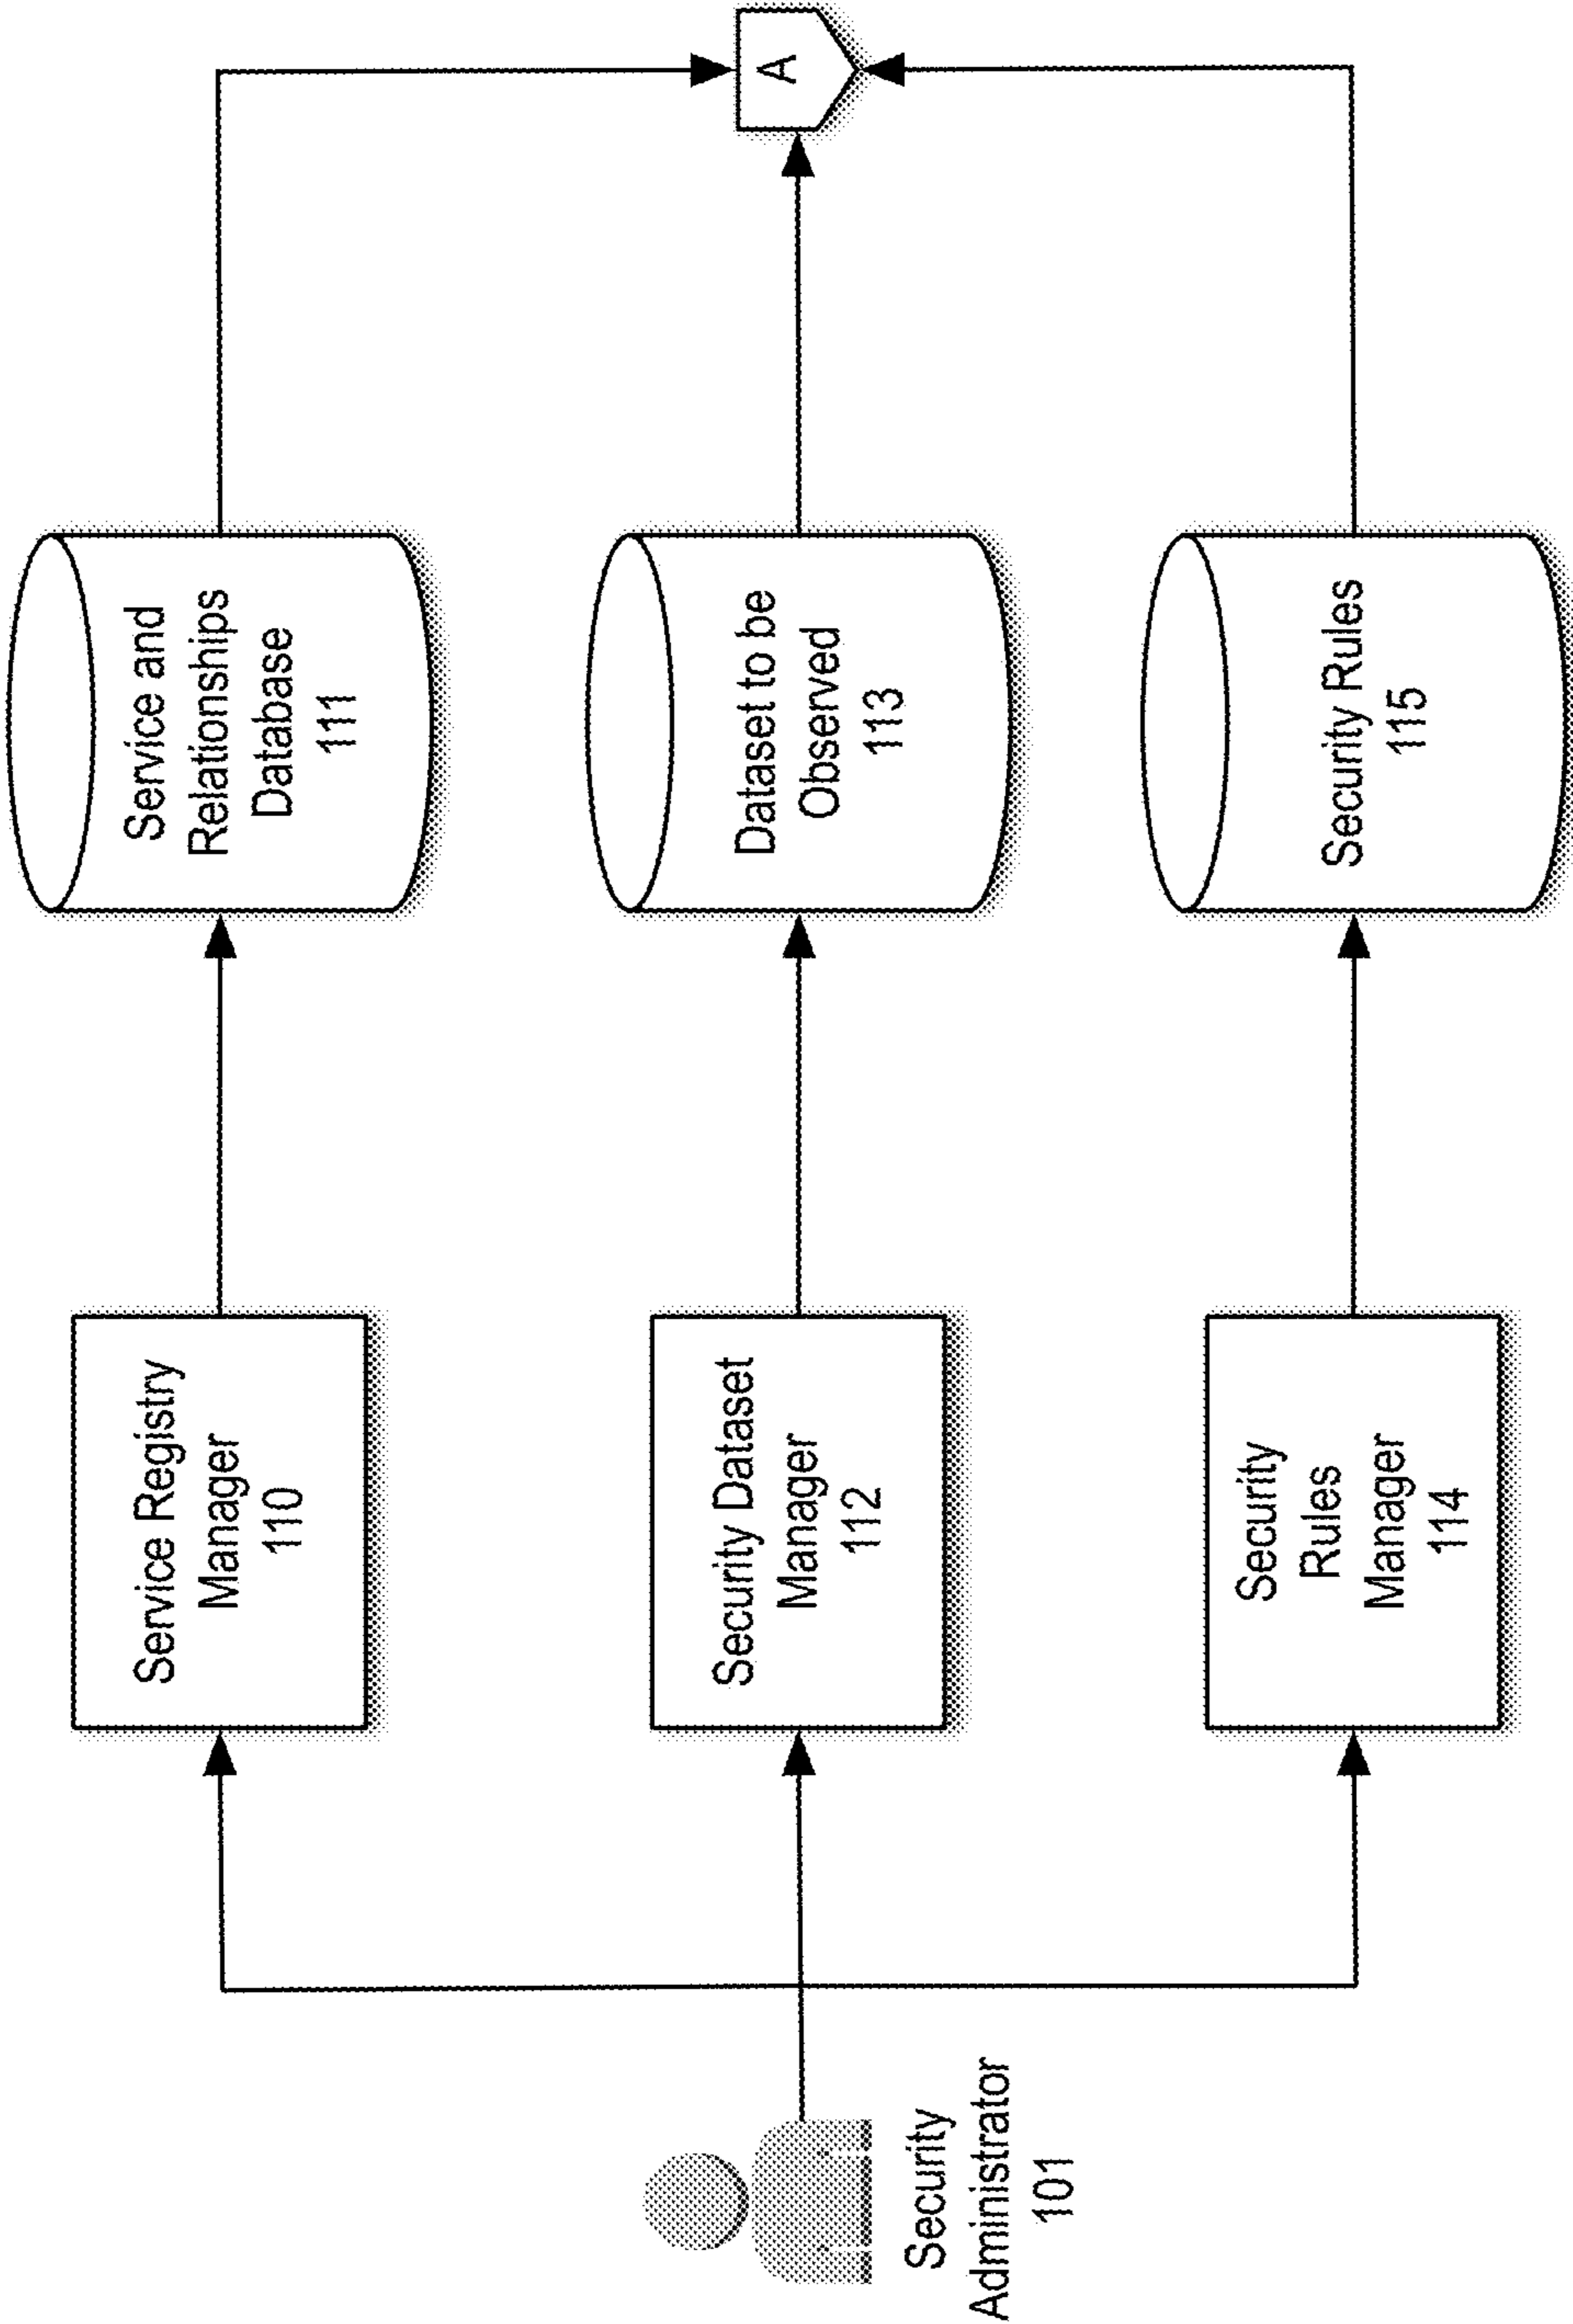 Security
Administrator
101
Service Registry
Manager
110
Security Dataset
Manager
112
Security
Rules
Manager
114
Service and
Relationships
Database
111
Dataset to be
Observed
113
Security Rules
115
A